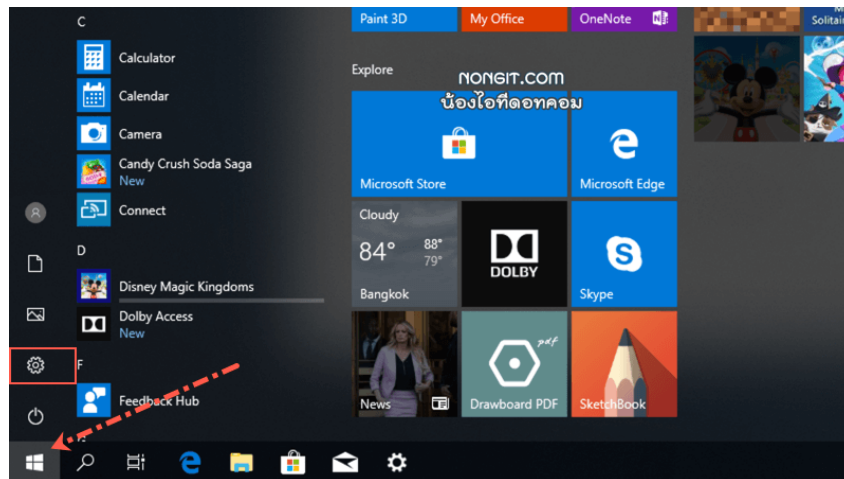 C
Calculator
Calendar
Camera
Candy Crush Soda Saga
New
Connect
D
Disney Magic Kingdoms
Dolby Access
New
F
Feedback Hub
Paint 3D
My Office
OneNote
Explore
NONGIT.COM
น้องไอทีดอทคอม
Microsoft Store
Microsoft Edge
Cloudy
84° 88°
79°
Bangkok
DOLBY
Skype
News
pdf
Drawboard PDF
SketchBook
Solitai